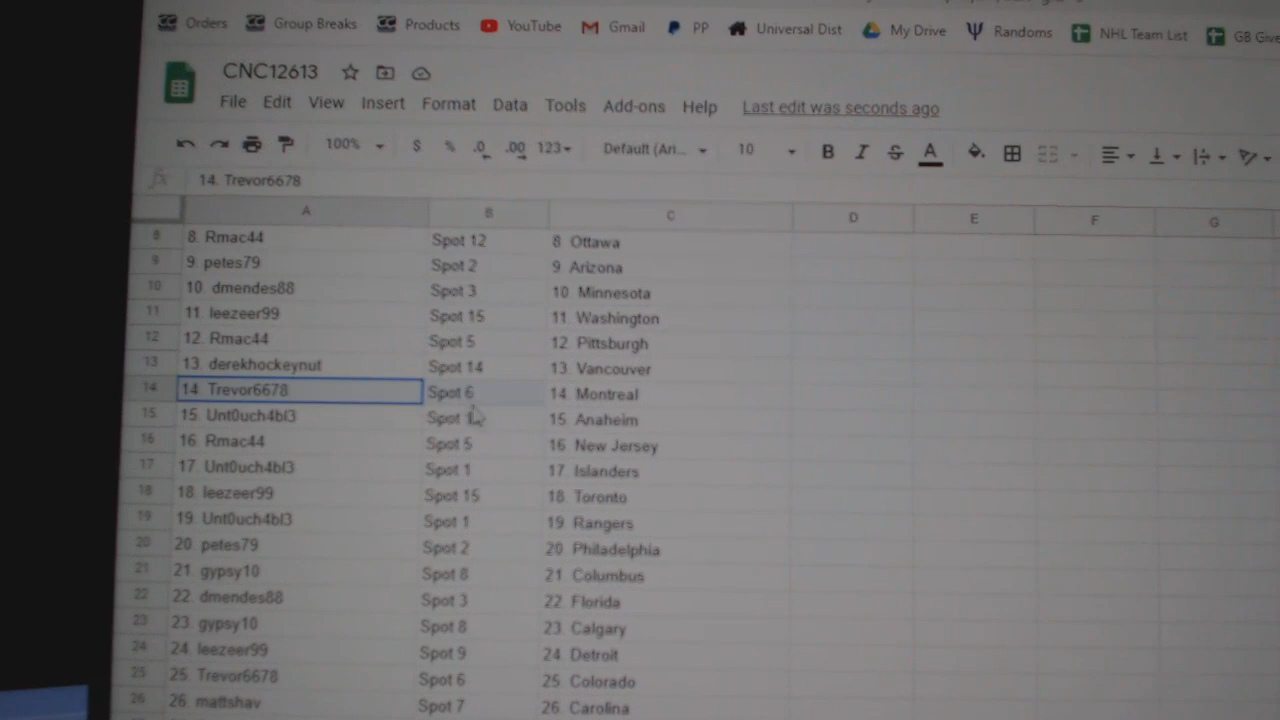 Orders Group Breaks Products YouTube Gmail PP Universal Dist My Drive Randoms NHL Team List GB Give
CNC12613
File Edit View Insert Format Data Tools Add-ons Help Last edit was seconds ago
100% $ % .0 .00 123 Default (Ari... 10 B I S A
fx 14. Trevor6678
A B C D E F G
8 8. Rmac44 Spot 12 8 Ottawa
9 9. petes79 Spot 2 9 Arizona
10 10. dmendes88 Spot 3 10 Minnesota
11 11. leezeer99 Spot 15 11 Washington
12 12. Rmac44 Spot 5 12 Pittsburgh
13 13. derekhockeynut Spot 14 13 Vancouver
14 14. Trevor6678 Spot 6 14 Montreal
15 15. Unt0uch4bl3 Spot 15 Anaheim
16 16. Rmac44 Spot 5 16 New Jersey
17 17. Unt0uch4bl3 Spot 1 17 Islanders
18 18. leezeer99 Spot 15 18 Toronto
19 19. Unt0uch4bl3 Spot 1 19 Rangers
20 20. petes79 Spot 2 20 Philadelphia
21 21. gypsy10 Spot 8 21 Columbus
22 22. dmendes88 Spot 3 22 Florida
23 23. gypsy10 Spot 8 23 Calgary
24 24. leezeer99 Spot 9 24 Detroit
25 25. Trevor6678 Spot 6 25 Colorado
26 26. mattshav Spot 7 26 Carolina